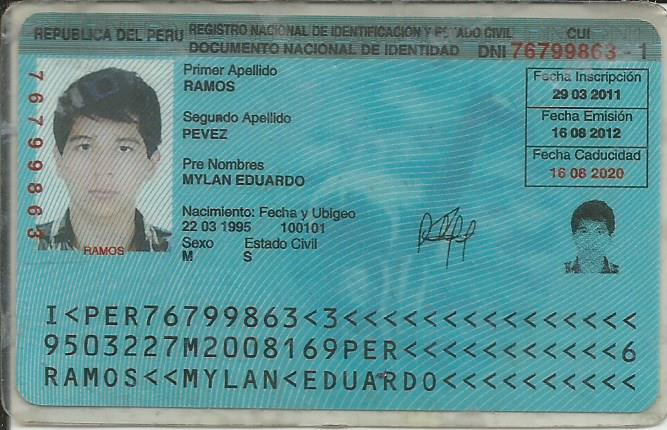 REPUBLICA DEL PERU
REGISTRO NACIONAL DE IDENTIFICACIÓN Y ESTADO CIVIL
DOCUMENTO NACIONAL DE IDENTIDAD
CUI
DNI 76799863 - 1
76799863
Primer Apellido
RAMOS
Segundo Apellido
PEVEZ
Pre Nombres
MYLAN EDUARDO
Nacimiento: Fecha y Ubigeo
22 03 1995 100101
Sexo Estado Civil
M S
Fecha Inscripción
29 03 2011
Fecha Emisión
16 08 2012
Fecha Caducidad
16 08 2020
RAMOS
I<PER76799863<3<<<<<<<<<<<<<<<
9503227M2008169PER<<<<<<<<<<<6
RAMOS<<MYLAN<EDUARDO<<<<<<<<<<